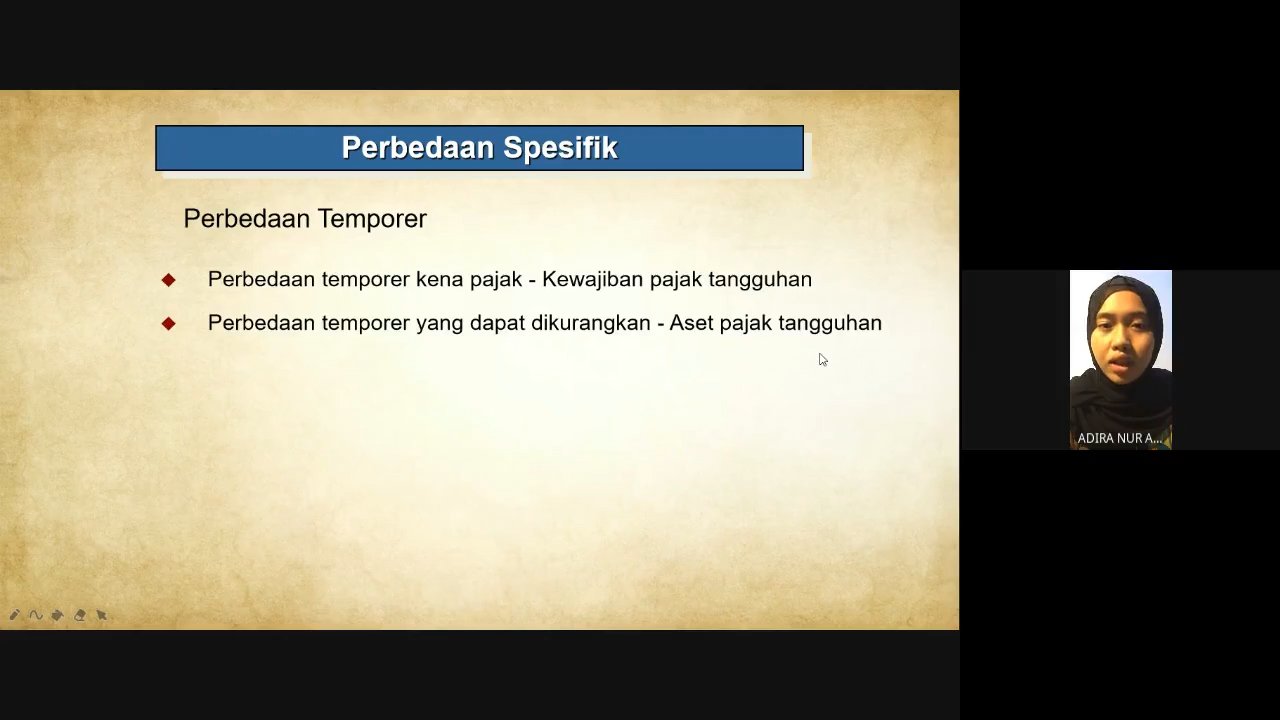 Perbedaan Spesifik
Perbedaan Temporer
Perbedaan temporer kena pajak - Kewajiban pajak tangguhan
Perbedaan temporer yang dapat dikurangkan - Aset pajak tangguhan
ADIRA NUR A...